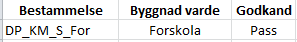 Bestammelse Byggnad varde Godkand
DP_KM_S_For Forskola Pass